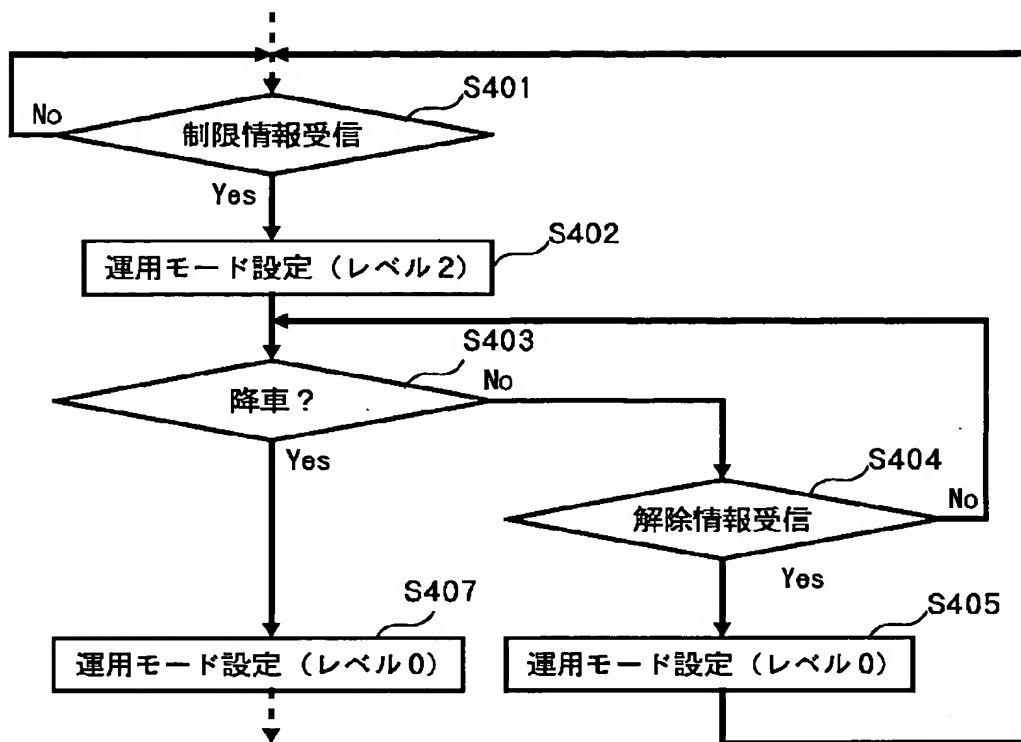 S401
No
制限情報受信
Yes
S402
運用モード設定（レベル2）
S403
No
降車？
Yes
S404
No
解除情報受信
Yes
S407
S405
運用モード設定（レベル0）
運用モード設定（レベル0）